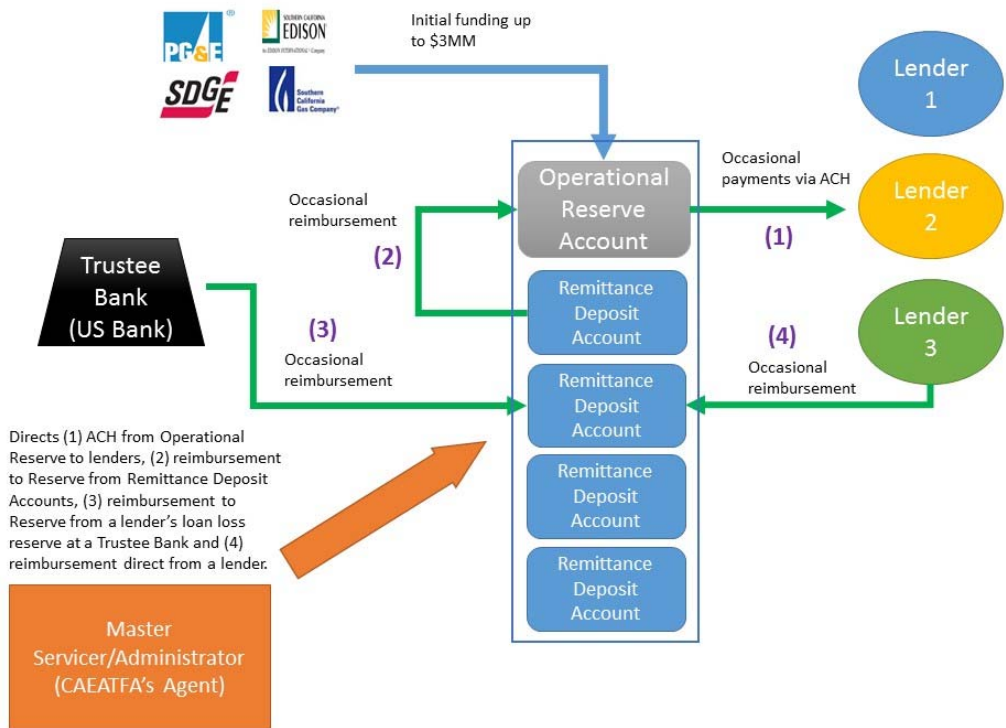 PG&E
®
SOUTHERN CALIFORNIA
EDISON®
An EDISON INTERNATIONAL® Company
SDGE
Southern
California
Gas Company®
Initial funding up
to $3MM
Lender
1
Operational
Reserve
Account
Occasional
payments via ACH
(1)
Lender
2
Occasional
reimbursement
(2)
Trustee
Bank
(US Bank)
Remittance
Deposit
Account
Lender
3
(3)
Occasional
reimbursement
(4)
Occasional
reimbursement
Remittance
Deposit
Account
Directs (1) ACH from Operational
Reserve to lenders, (2) reimbursement
to Reserve from Remittance Deposit
Accounts, (3) reimbursement to
Reserve from a lender's loan loss
reserve at a Trustee Bank and (4)
reimbursement direct from a lender.
Remittance
Deposit
Account
Remittance
Deposit
Account
Master
Servicer/Administrator
(CAEATFA's Agent)